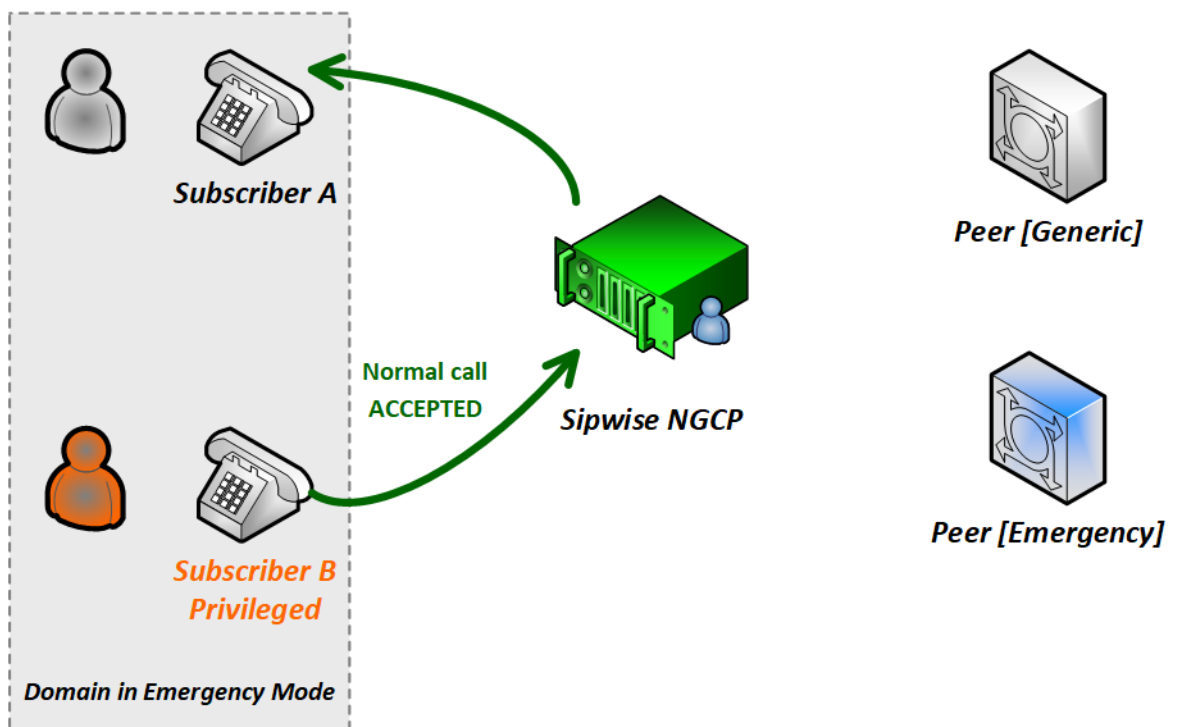 Subscriber A
Peer [Generic]
Normal call
ACCEPTED
Sipwise NGCP
Peer [Emergency]
Subscriber B
Privileged
Domain in Emergency Mode